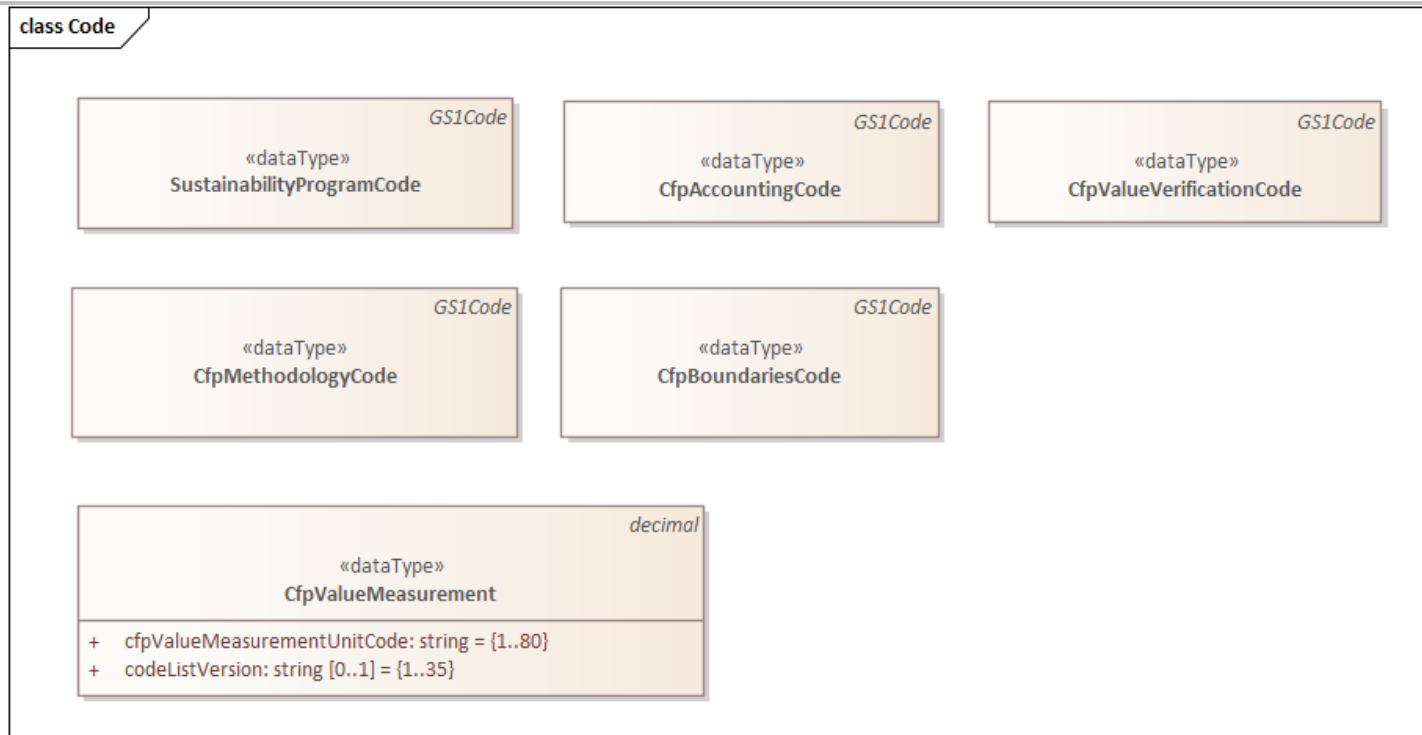 class Code
GS1Code
«dataType»
SustainabilityProgramCode
GS1Code
«dataType»
CfpAccountingCode
GS1Code
«dataType»
CfpValueVerificationCode
GS1Code
«dataType»
CfpMethodologyCode
GS1Code
«dataType»
CfpBoundariesCode
decimal
«dataType»
CfpValueMeasurement
+ cfpValueMeasurementUnitCode: string = {1..80}
+ codeListVersion: string [0..1] = {1..35}